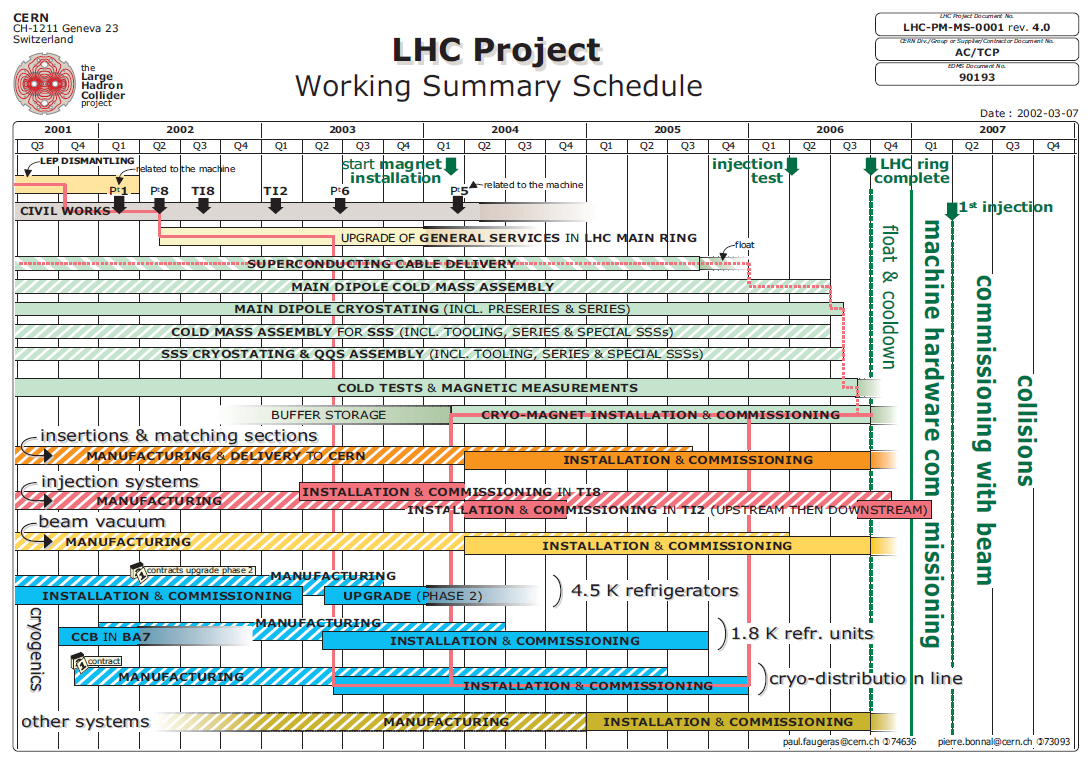 CERN
CH-1211 Geneva 23
Switzerland
the
Large
Hadron
Collider
project
LHC Project
Working Summary Schedule
LHC Project Document No.
LHC-PM-MS-0001 rev. 4.0
CERN Div./Group or Supplier/Contractor Document No.
AC/TCP
EDMS Document No.
90193
Date : 2002-03-07
2001 2002 2003 2004 2005 2006 2007
Q3 Q4 Q1 Q2 Q3 Q4 Q1 Q2 Q3 Q4 Q1 Q2 Q3 Q4 Q1 Q2 Q3 Q4 Q1 Q2 Q3 Q4 Q1 Q2 Q3 Q4
LEP DISMANTLING
related to the machine
start magnet
installation
injection
test
LHC ring
complete
Pt1 Pt8 TI8 TI2 Pt6 Pt5
related to the machine
CIVIL WORKS
1st injection
UPGRADE OF GENERAL SERVICES IN LHC MAIN RING
float
SUPERCONDUCTING CABLE DELIVERY
MAIN DIPOLE COLD MASS ASSEMBLY
MAIN DIPOLE CRYOSTATING (INCL. PRESERIES & SERIES)
COLD MASS ASSEMBLY FOR SSS (INCL. TOOLING, SERIES & SPECIAL SSSs)
SSS CRYOSTATING & QQS ASSEMBLY (INCL. TOOLING, SERIES & SPECIAL SSSs)
COLD TESTS & MAGNETIC MEASUREMENTS
BUFFER STORAGE
CRYO-MAGNET INSTALLATION & COMMISSIONING
float & cooldown
machine hardware com missioning
commissioning with beam
collisions
insertions & matching sections
MANUFACTURING & DELIVERY TO CERN
INSTALLATION & COMMISSIONING
injection systems
MANUFACTURING
INSTALLATION & COMMISSIONING IN TI8
INSTALLATION & COMMISSIONING IN TI2 (UPSTREAM THEN DOWNSTREAM)
beam vacuum
MANUFACTURING
INSTALLATION & COMMISSIONING
cryogenics
contracts upgrade phase 2
MANUFACTURING
INSTALLATION & COMMISSIONING
UPGRADE (PHASE 2)
4.5 K refrigerators
MANUFACTURING
CCB IN BA7
INSTALLATION & COMMISSIONING
1.8 K refr. units
contract
MANUFACTURING
INSTALLATION & COMMISSIONING
cryo-distributio n line
other systems
MANUFACTURING
INSTALLATION & COMMISSIONING
paul.faugeras@cern.ch ✆74636
pierre.bonnal@cern.ch ✆73093